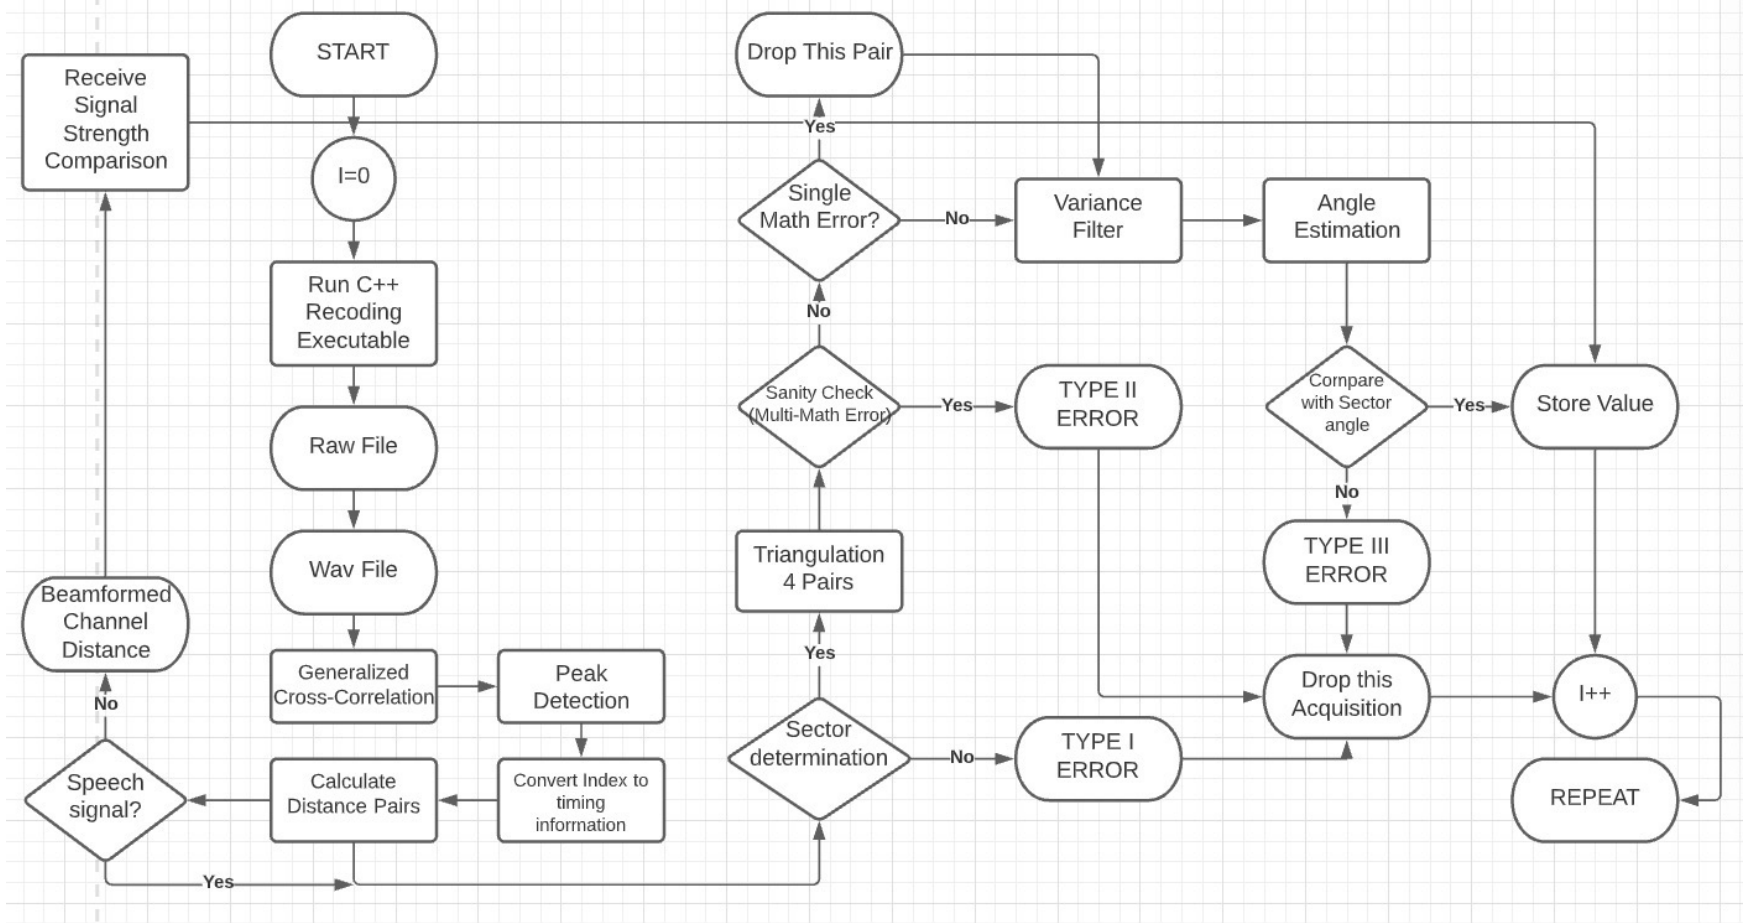 START
Receive
Signal
Strength
Comparison
I=0
Run C++
Recoding
Executable
Raw File
Wav File
Generalized
Cross-Correlation
Peak
Detection
Convert Index to
timing
information
Calculate
Distance Pairs
Speech
signal?
No
Beamformed
Channel
Distance
Yes
Sector
determination
No
TYPE I
ERROR
Yes
Triangulation
4 Pairs
Sanity Check
(Multi-Math Error)
Yes
TYPE II
ERROR
No
Single
Math Error?
Yes
Drop This Pair
No
Variance
Filter
Angle
Estimation
Compare
with Sector
angle
Yes
Store Value
No
TYPE III
ERROR
Drop this
Acquisition
I++
REPEAT